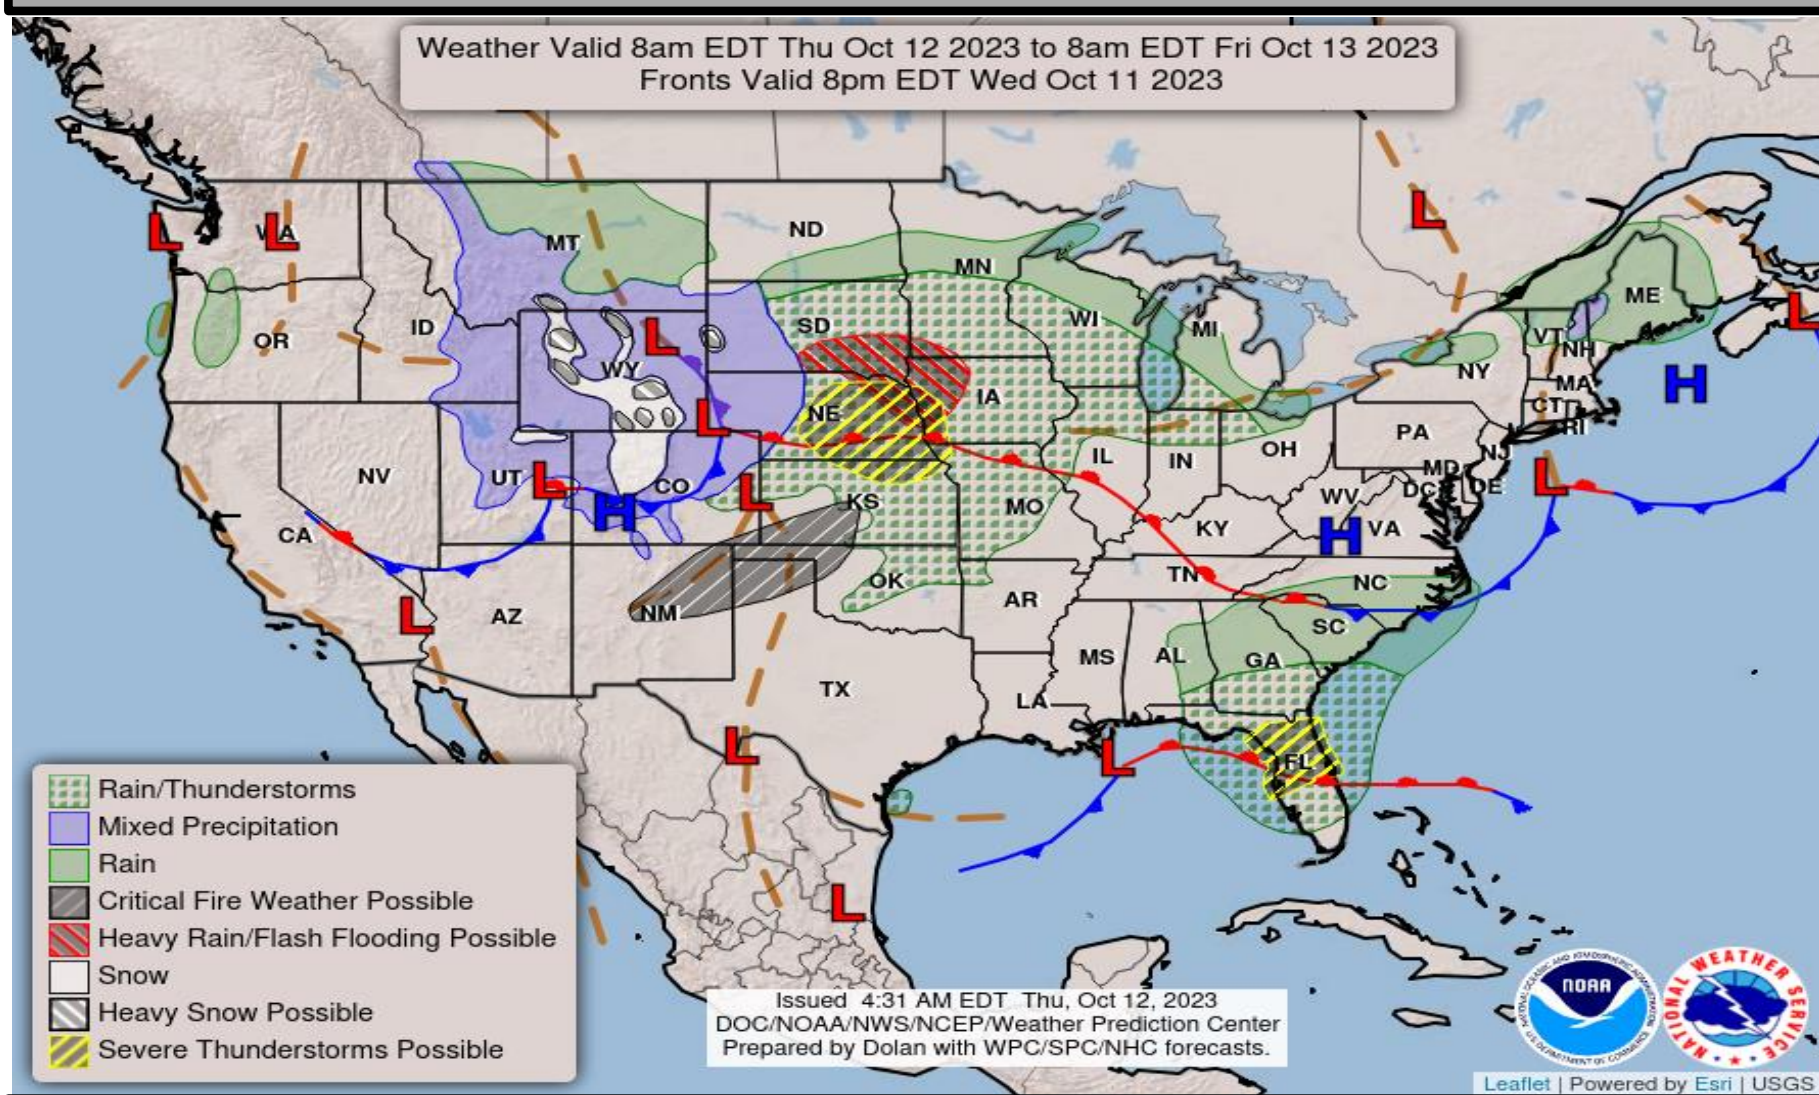 Weather Valid 8am EDT Thu Oct 12 2023 to 8am EDT Fri Oct 13 2023
Fronts Valid 8pm EDT Wed Oct 11 2023
L
L
WA
MT
ND
MN
L
ME
L
OR
ID
L
WY
SD
WI
MI
VT
NH
NY
H
MA
CT
RI
L
NE
IA
PA
NJ
NV
UT
L
CO
H
L
KS
MO
IL
IN
OH
WV
MD
DC
DE
L
CA
KY
H
VA
L
AZ
NM
OK
AR
TN
NC
SC
TX
LA
MS
AL
GA
L
L
FL
L
Rain/Thunderstorms
Mixed Precipitation
Rain
Critical Fire Weather Possible
Heavy Rain/Flash Flooding Possible
Snow
Heavy Snow Possible
Severe Thunderstorms Possible
Issued 4:31 AM EDT Thu, Oct 12, 2023
DOC/NOAA/NWS/NCEP/Weather Prediction Center
Prepared by Dolan with WPC/SPC/NHC forecasts.
NOAA
NATIONAL WEATHER SERVICE
Leaflet | Powered by Esri | USGS